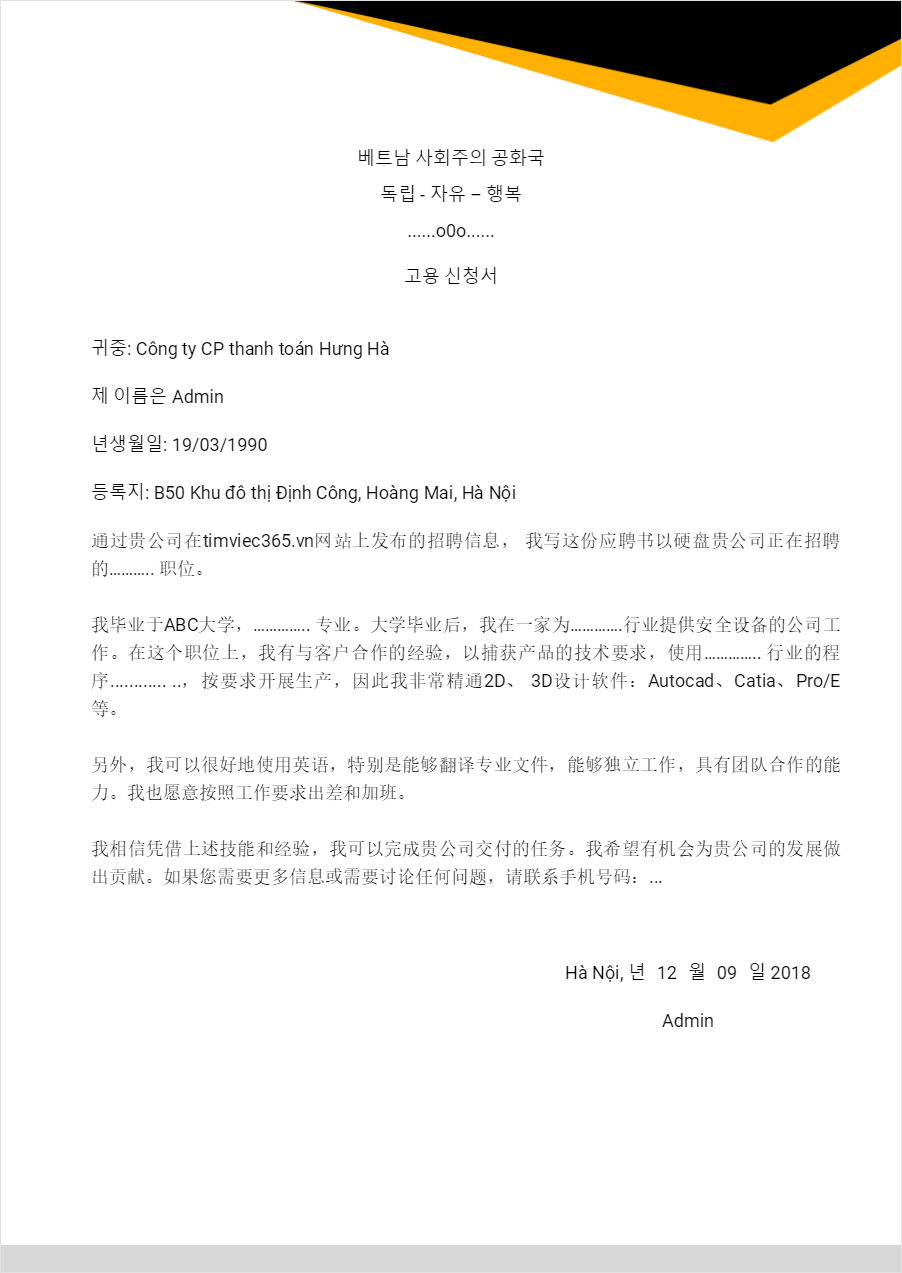 베트남 사회주의 공화국
독립 - 자유 – 행복
......o0o......
고용 신청서
귀중: Công ty CP thanh toán Hưng Hà
제 이름은 Admin
년생월일: 19/03/1990
등록지: B50 Khu đô thị Định Công, Hoàng Mai, Hà Nội
通过贵公司在timviec365.vn网站上发布的招聘信息， 我写这份应聘书以硬盘贵公司正在招聘
的……….. 职位。
我毕业于ABC大学，………….. 专业。大学毕业后，我在一家为………….行业提供安全设备的公司工
作。在这个职位上，我有与客户合作的经验，以捕获产品的技术要求，使用………….. 行业的程
序............ ..， 按要求开展生产，因此我非常精通2D、 3D设计软件：Autocad、Catia、Pro/E
等。
另外，我可以很好地使用英语，特别是能够翻译专业文件，能够独立工作，具有团队合作的能
力。我也愿意按照工作要求出差和加班。
我相信凭借上述技能和经验，我可以完成贵公司交付的任务。我希望有机会为贵公司的发展做
出贡献。如果您需要更多信息或需要讨论任何问题，请联系手机号码：...
Hà Nội, 년 12 월 09 일 2018
Admin